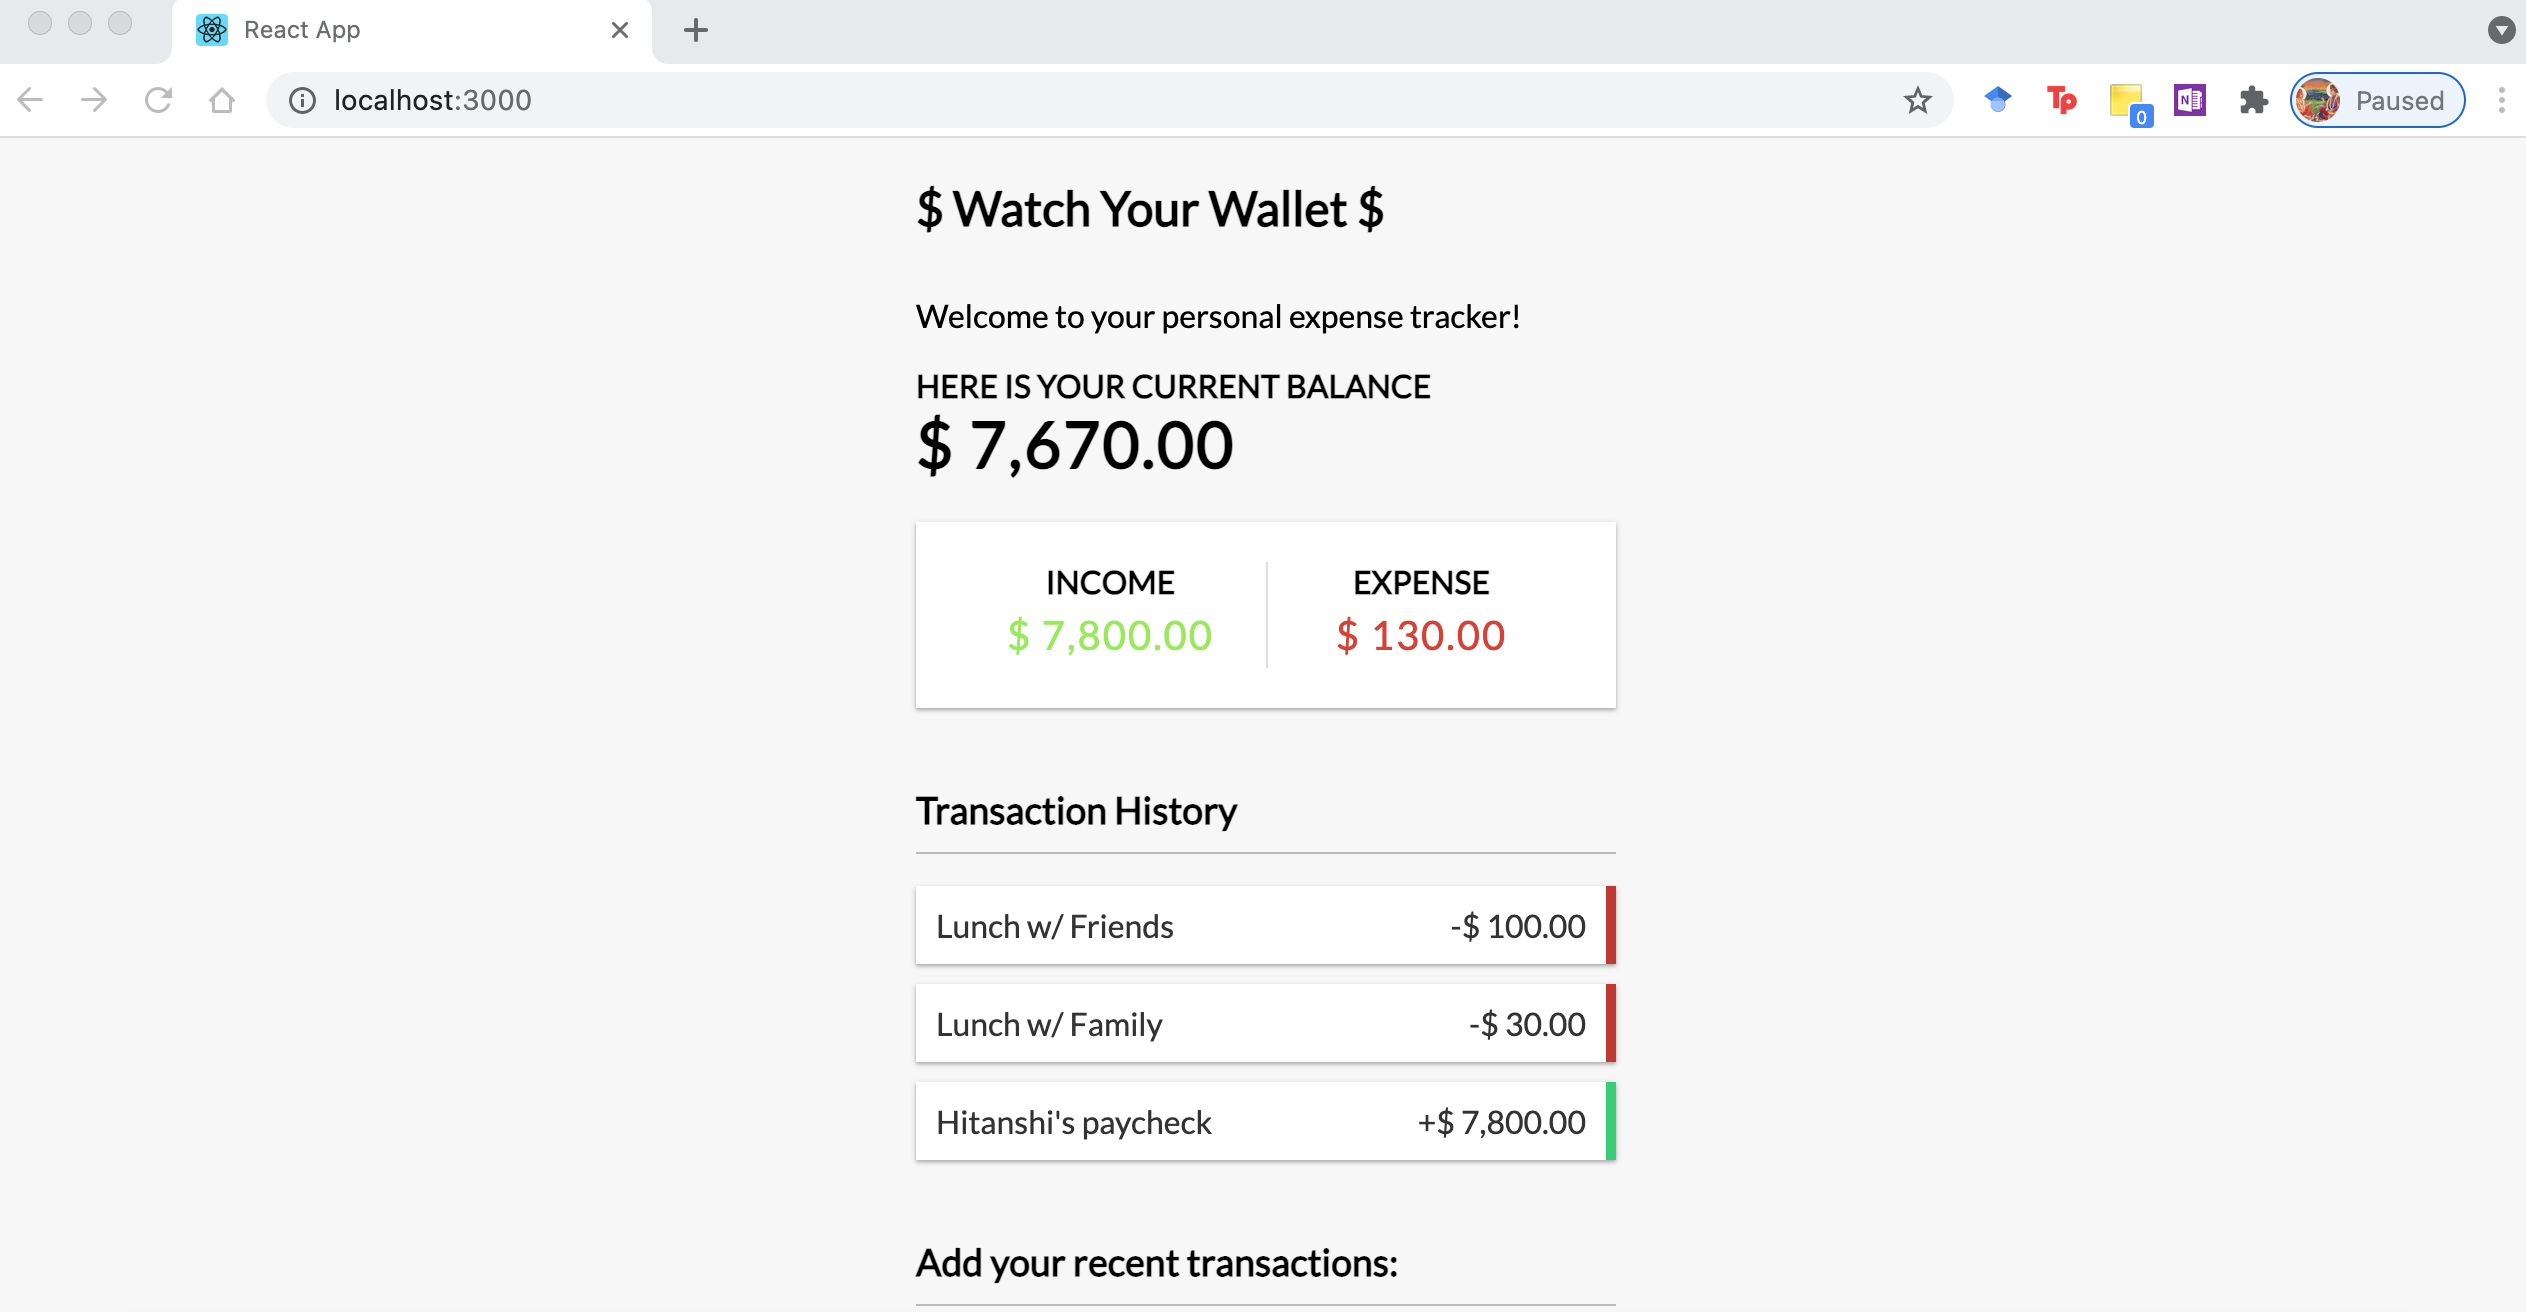 React App
localhost:3000
Tp
0
N
Paused
$ Watch Your Wallet $
Welcome to your personal expense tracker!
HERE IS YOUR CURRENT BALANCE
$ 7,670.00
INCOME
$ 7,800.00
EXPENSE
$ 130.00
Transaction History
Lunch w/ Friends -$ 100.00
Lunch w/ Family -$ 30.00
Hitanshi's paycheck +$ 7,800.00
Add your recent transactions: